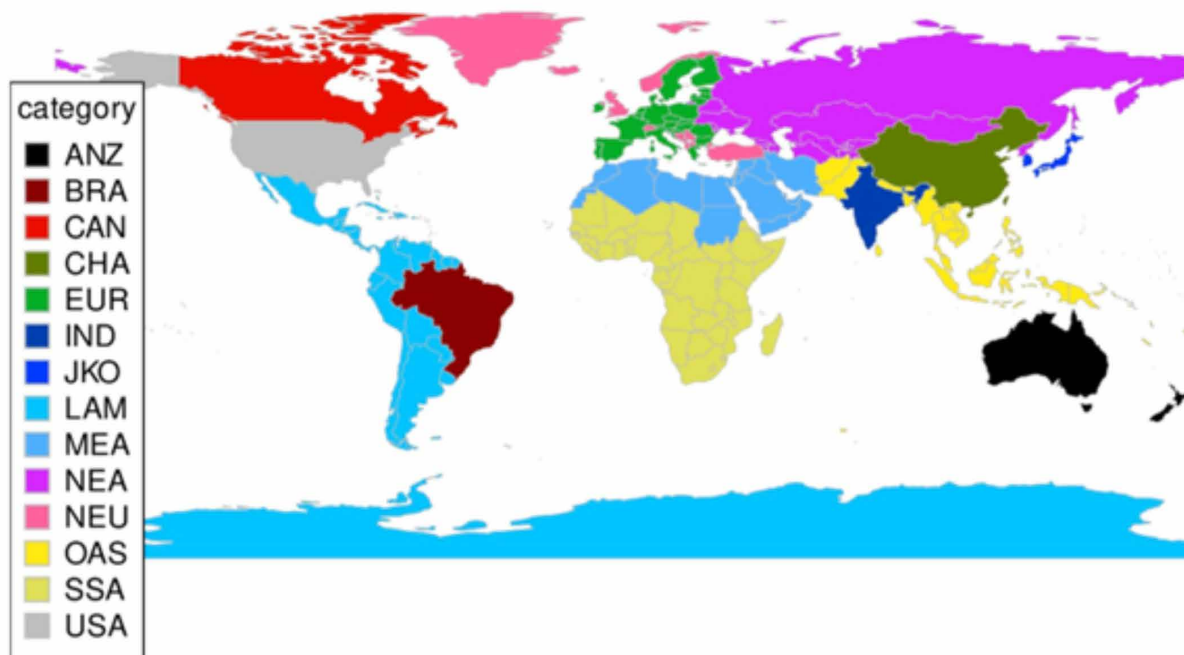 category
ANZ
BRA
CAN
CHA
EUR
IND
JKO
LAM
MEA
NEA
NEU
OAS
SSA
USA